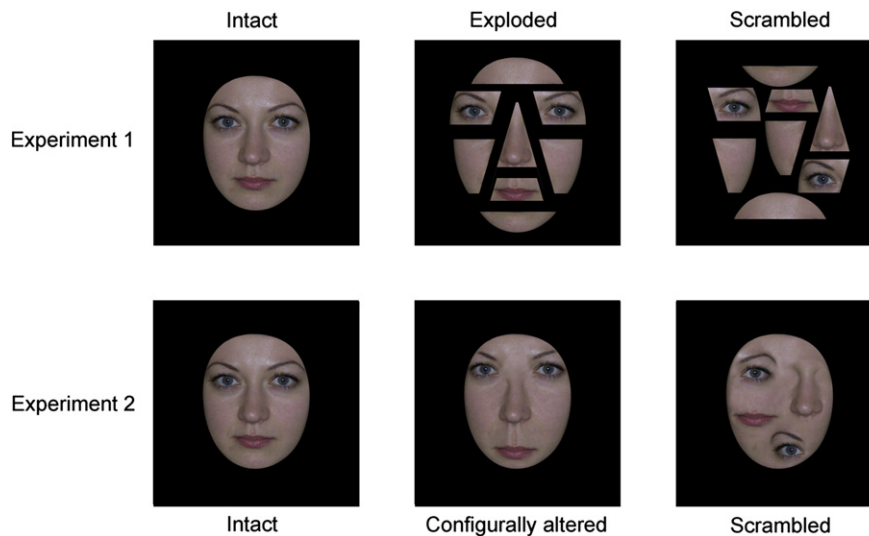 Intact Exploded Scrambled
Experiment 1
Experiment 2
Intact Configurally altered Scrambled